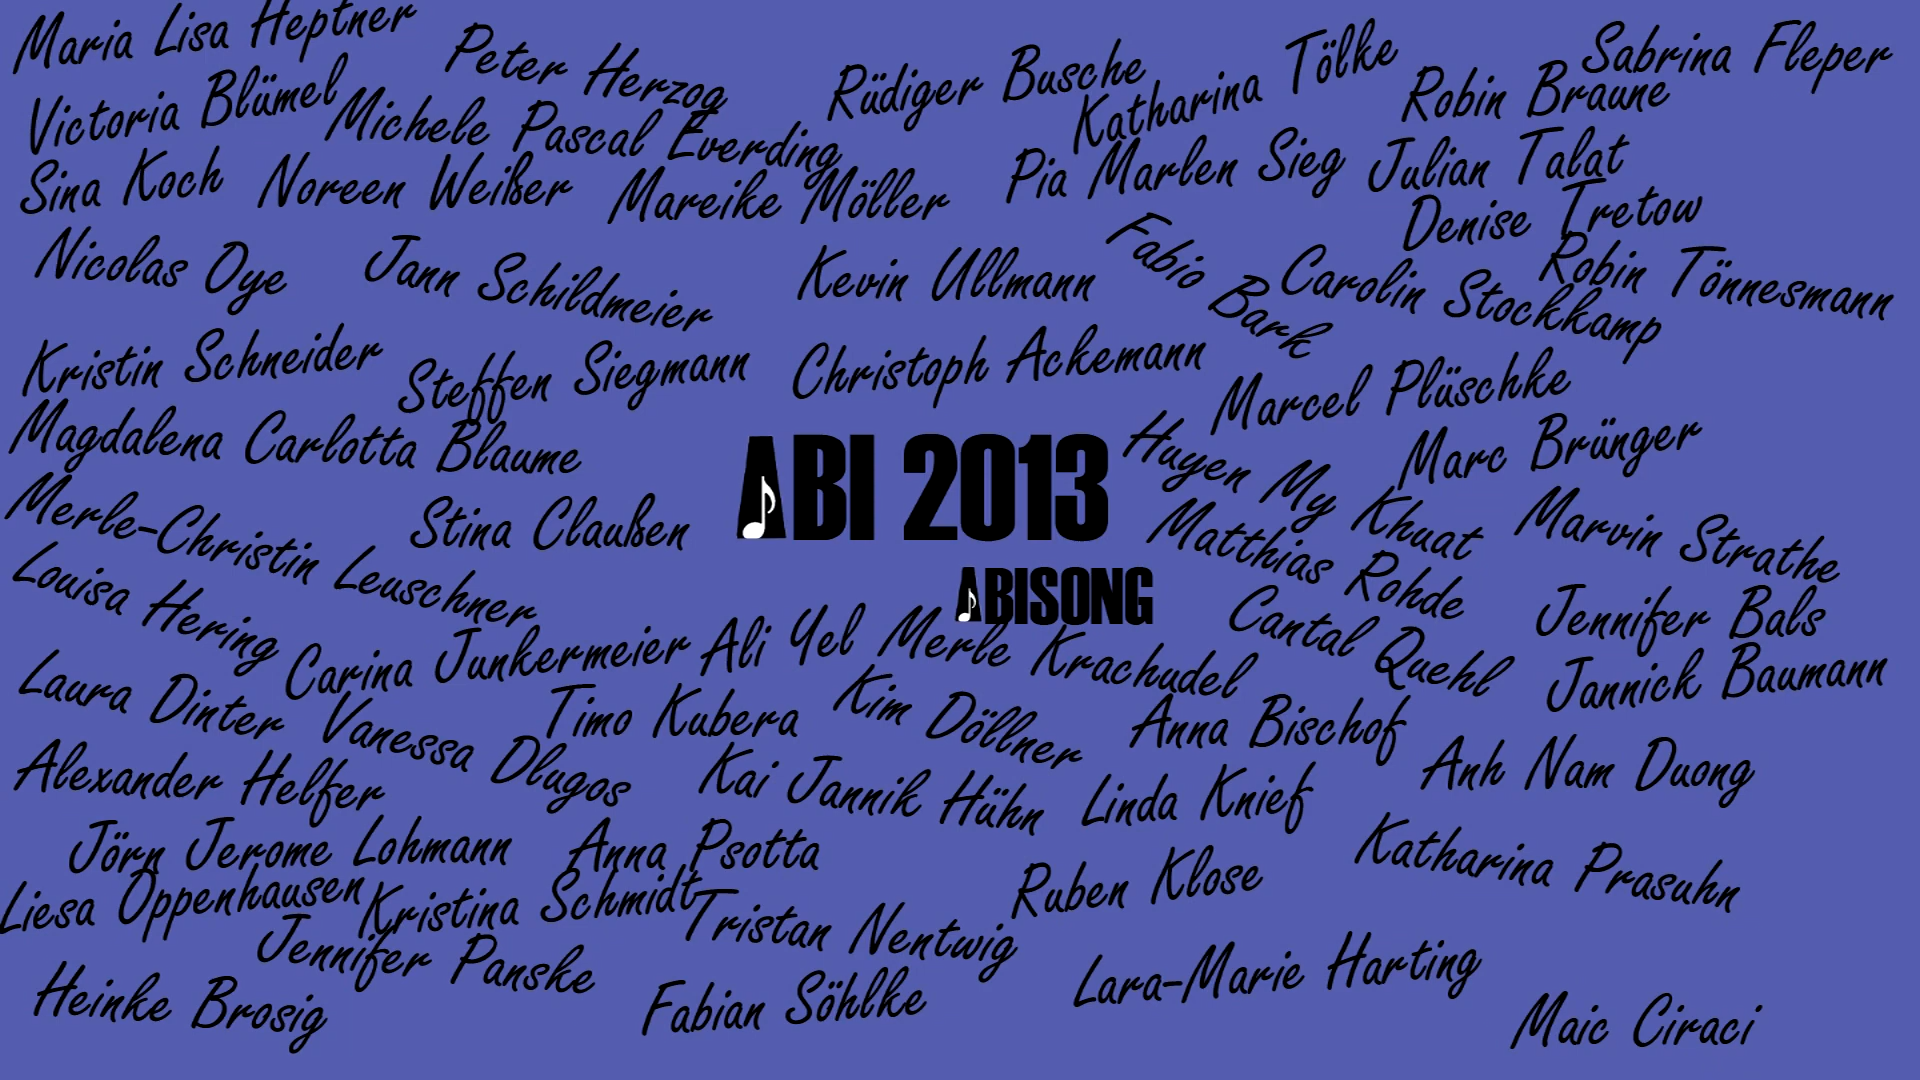 Maria Lisa Heptner
Peter Herzog
Rüdiger Busche
Katharina Tölke
Sabrina Fleper
Victoria Blümel
Michele Pascal Everding
Robin Braune
Sina Koch
Noreen Weißer
Mareike Möller
Pia Marlen Sieg
Julian Talat
Denise Tretow
Nicolas Oye
Jann Schildmeier
Kevin Ullmann
Fabio Bark
Carolin Stockkamp
Robin Tönnesmann
Kristin Schneider
Steffen Siegmann
Christoph Ackemann
Marcel Plüschke
Magdalena Carlotta Blaume
ABI 2013
Huyen My Khuat
Marc Brünger
Merle-Christin Leuschner
Stina Claußen
Matthias Rohde
Marvin Strathe
ABISONG
Louisa Hering
Carina Junkermeier
Ali Yel
Merle Krachudel
Cantal Quehl
Jennifer Bals
Laura Dinter
Vanessa Dlugos
Timo Kubera
Kim Döllner
Anna Bischof
Jannick Baumann
Alexander Helfer
Kai Jannik Hühn
Linda Knief
Anh Nam Duong
Jörn Jerome Lohmann
Anna Psotta
Katharina Prasuhn
Liesa Oppenhausen
Kristina Schmidt
Ruben Klose
Jennifer Panske
Tristan Nentwig
Heinke Brosig
Fabian Söhlke
Lara-Marie Harting
Maic Ciraci